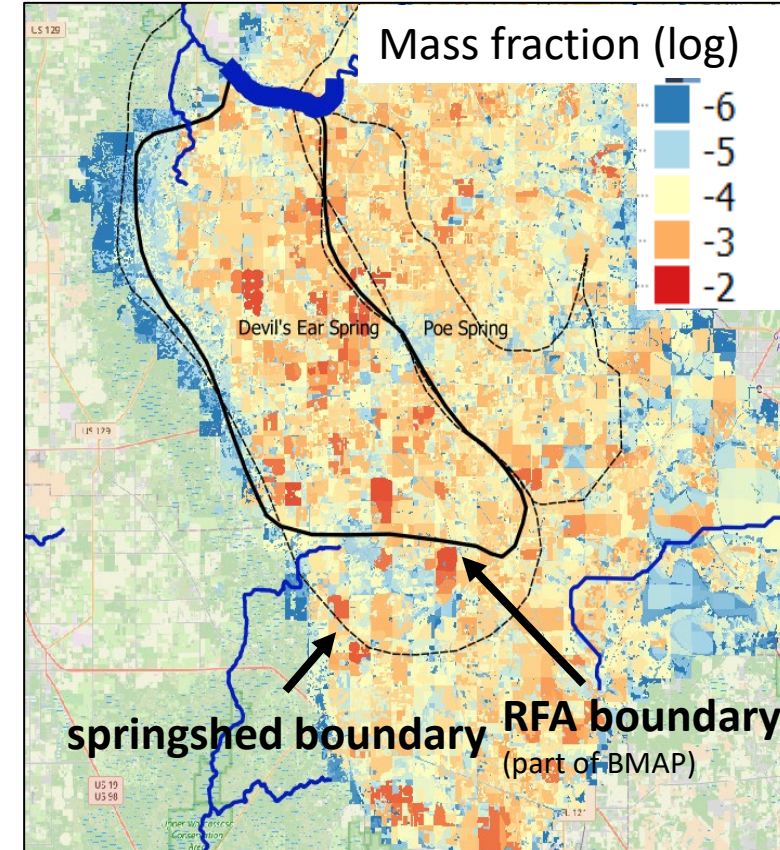 US 129
Mass fraction (log)
-6
-5
-4
-3
-2
Devil's Ear Spring
Poe Spring
US 129
springshed boundary
RFA boundary
(part of BMAP)
US 19
US 98